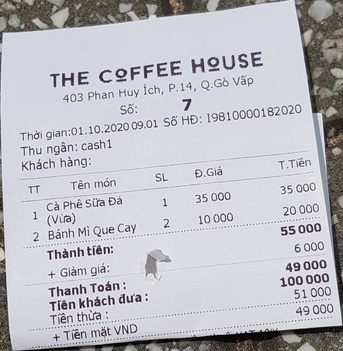 THE COFFEE HOUSE
403 Phan Huy Ích, P.14, Q.Gò Vấp
Số: 7
Thời gian:01.10.2020 09.01 Số HĐ: I9810000182020
Thu ngân: cash1
Khách hàng:
TT Tên món SL Đ.Giá T.Tiền
1 Cà Phê Sữa Đá (Vừa) 1 35 000 35 000
2 Bánh Mì Que Cay 2 10 000 20 000
Thành tiền: 55 000
+ Giảm giá: 6 000
Thanh Toán : 49 000
Tiền khách đưa : 100 000
Tiền thừa : 51 000
+ Tiền mặt VND 49 000